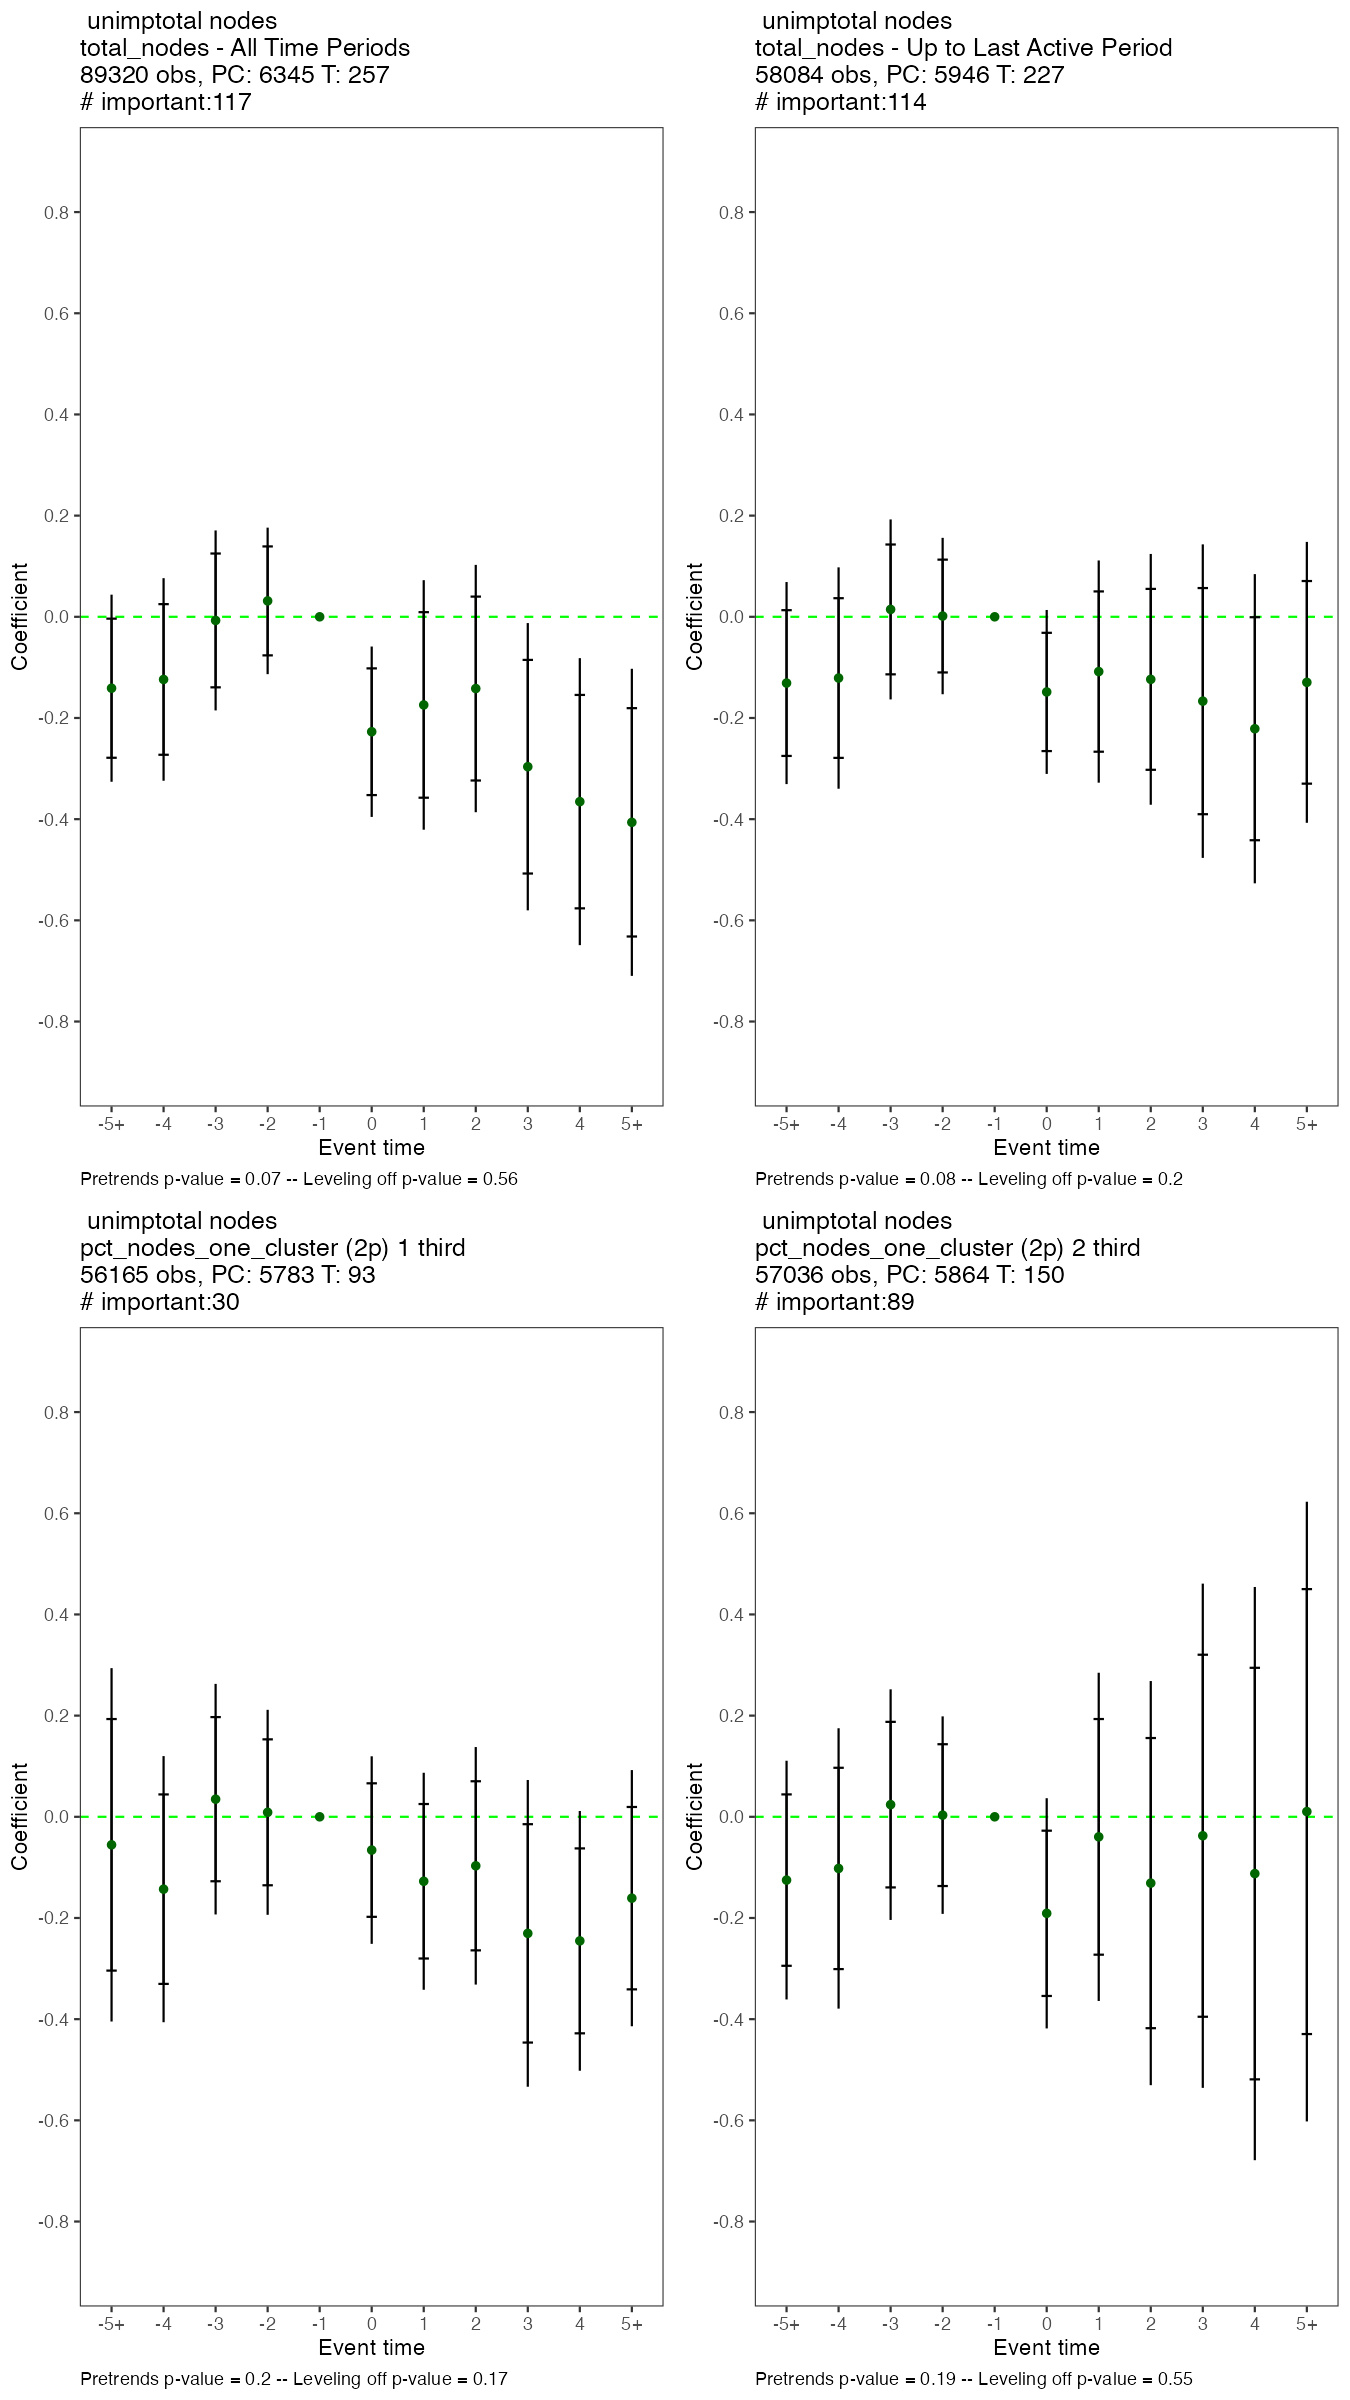 unimptotal nodes
total_nodes - All Time Periods
89320 obs, PC: 6345 T: 257
# important:117
0.8
0.6
0.4
0.2
0.0
-0.2
-0.4
-0.6
-0.8
Coefficient
-5+ -4 -3 -2 -1 0 1 2 3 4 5+
Event time
Pretrends p-value = 0.07 -- Leveling off p-value = 0.56
unimptotal nodes
total_nodes - Up to Last Active Period
58084 obs, PC: 5946 T: 227
# important:114
0.8
0.6
0.4
0.2
0.0
-0.2
-0.4
-0.6
-0.8
Coefficient
-5+ -4 -3 -2 -1 0 1 2 3 4 5+
Event time
Pretrends p-value = 0.08 -- Leveling off p-value = 0.2
unimptotal nodes
pct_nodes_one_cluster (2p) 1 third
56165 obs, PC: 5783 T: 93
# important:30
0.8
0.6
0.4
0.2
0.0
-0.2
-0.4
-0.6
-0.8
Coefficient
-5+ -4 -3 -2 -1 0 1 2 3 4 5+
Event time
Pretrends p-value = 0.2 -- Leveling off p-value = 0.17
unimptotal nodes
pct_nodes_one_cluster (2p) 2 third
57036 obs, PC: 5864 T: 150
# important:89
0.8
0.6
0.4
0.2
0.0
-0.2
-0.4
-0.6
-0.8
Coefficient
-5+ -4 -3 -2 -1 0 1 2 3 4 5+
Event time
Pretrends p-value = 0.19 -- Leveling off p-value = 0.55